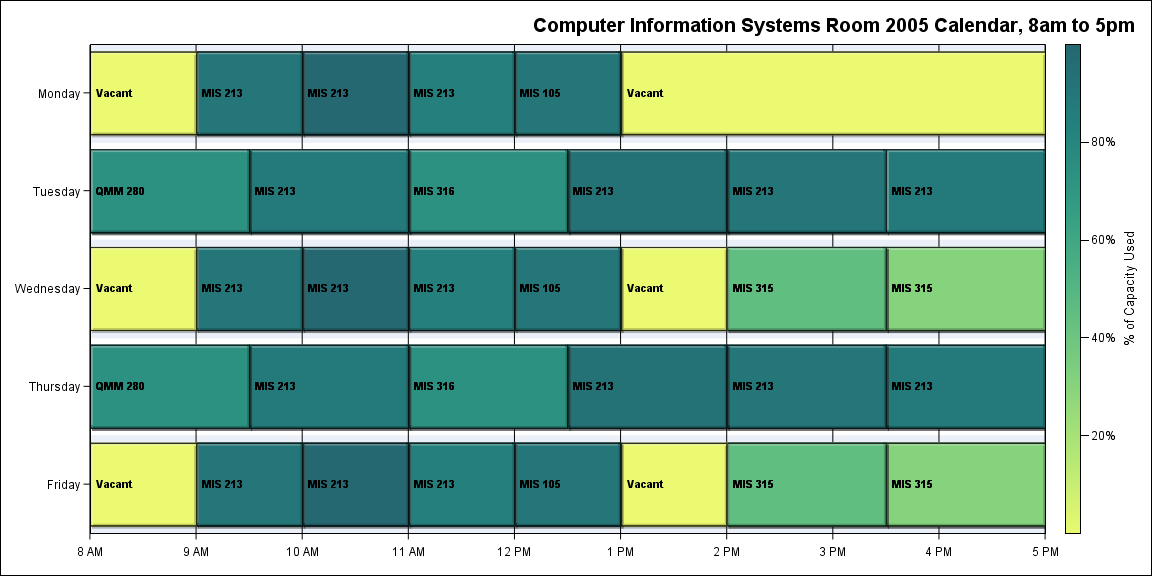 Computer Information Systems Room 2005 Calendar, 8am to 5pm
Monday
Vacant
MIS 213
MIS 213
MIS 213
MIS 105
Vacant
Tuesday
QMM 280
MIS 213
MIS 316
MIS 213
MIS 213
MIS 213
Wednesday
Vacant
MIS 213
MIS 213
MIS 213
MIS 105
Vacant
MIS 315
MIS 315
Thursday
QMM 280
MIS 213
MIS 316
MIS 213
MIS 213
MIS 213
Friday
Vacant
MIS 213
MIS 213
MIS 213
MIS 105
Vacant
MIS 315
MIS 315
8 AM
9 AM
10 AM
11 AM
12 PM
1 PM
2 PM
3 PM
4 PM
5 PM
80%
60%
40%
20%
% of Capacity Used